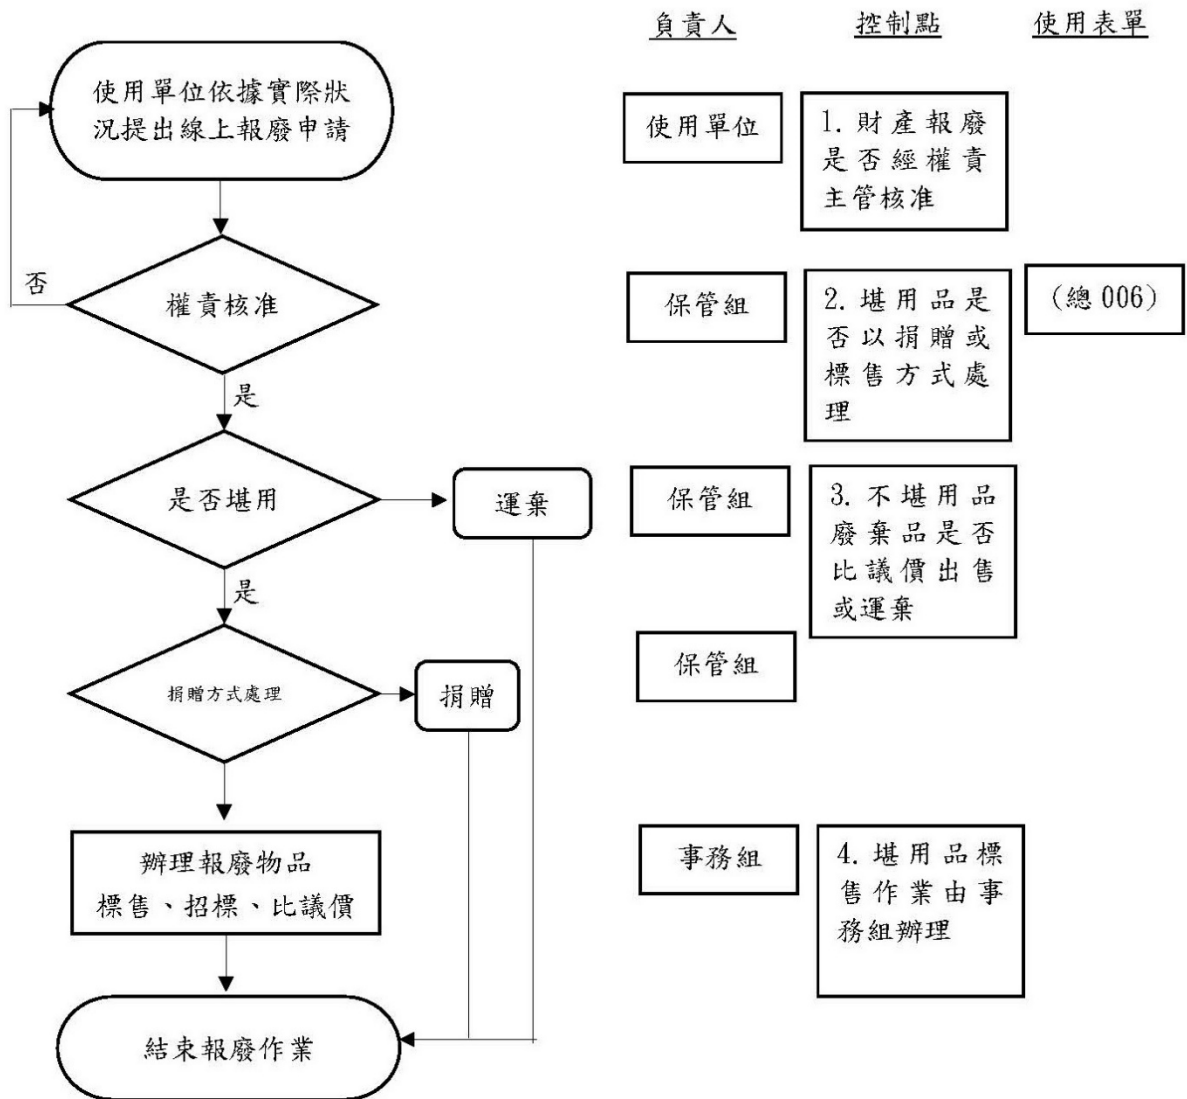 負責人
控制點
使用表單
使用單位依據實際狀
況提出線上報廢申請
使用單位
1. 財產報廢
是否經權責
主管核准
否
權責核准
保管組
2. 堪用品是
否以捐贈或
標售方式處
理
(總 006)
是
是否堪用
運棄
保管組
3. 不堪用品
廢棄品是否
比議價出售
或運棄
是
捐贈方式處理
捐贈
保管組
辦理報廢物品
標售、招標、比議價
事務組
4. 堪用品標
售作業由事
務組辦理
結束報廢作業